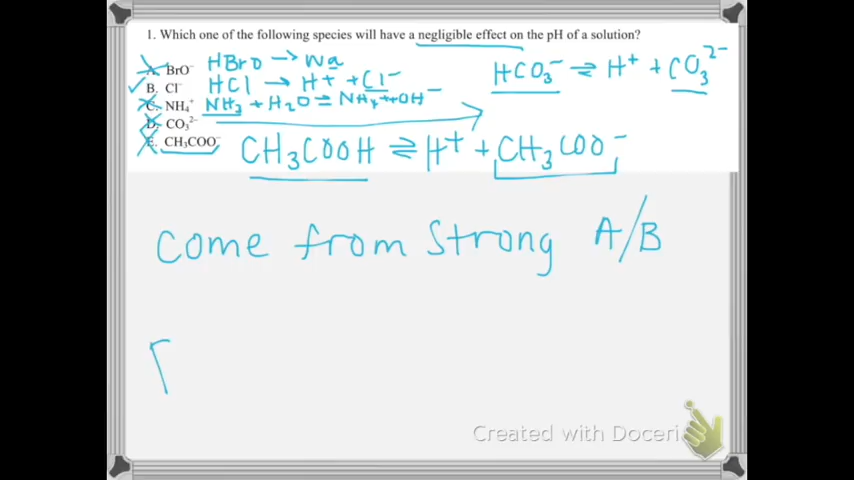 1. Which one of the following species will have a negligible effect on the pH of a solution?
A. BrO⁻ HBrO → Wa
B. Cl⁻ HCl → H+ + Cl⁻
C. NH₄⁺ NH₃ + H₂O ⇌ NH₄⁺ + OH⁻
D. CO₃²⁻
E. CH₃COO⁻
HCO₃⁻ ⇌ H⁺ + CO₃²⁻
CH₃COOH ⇌ H⁺ + CH₃COO⁻
Come from Strong A/B
Created with Doceri